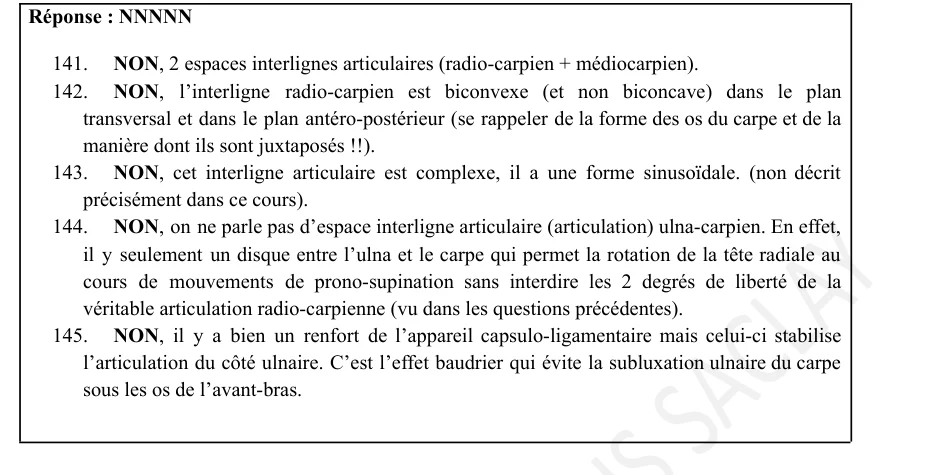 Réponse : NNNNN
141. NON, 2 espaces interlignes articulaires (radio-carpien + médiocarpien).
142. NON, l’interligne radio-carpien est biconvexe (et non biconcave) dans le plan
transversal et dans le plan antéro-postérieur (se rappeler de la forme des os du carpe et de la
manière dont ils sont juxtaposés !!).
143. NON, cet interligne articulaire est complexe, il a une forme sinusoïdale. (non décrit
précisément dans ce cours).
144. NON, on ne parle pas d’espace interligne articulaire (articulation) ulna-carpien. En effet,
il y seulement un disque entre l’ulna et le carpe qui permet la rotation de la tête radiale au
cours de mouvements de prono-supination sans interdire les 2 degrés de liberté de la
véritable articulation radio-carpienne (vu dans les questions précédentes).
145. NON, il y a bien un renfort de l’appareil capsulo-ligamentaire mais celui-ci stabilise
l’articulation du côté ulnaire. C’est l’effet baudrier qui évite la subluxation ulnaire du carpe
sous les os de l’avant-bras.
SACLAY